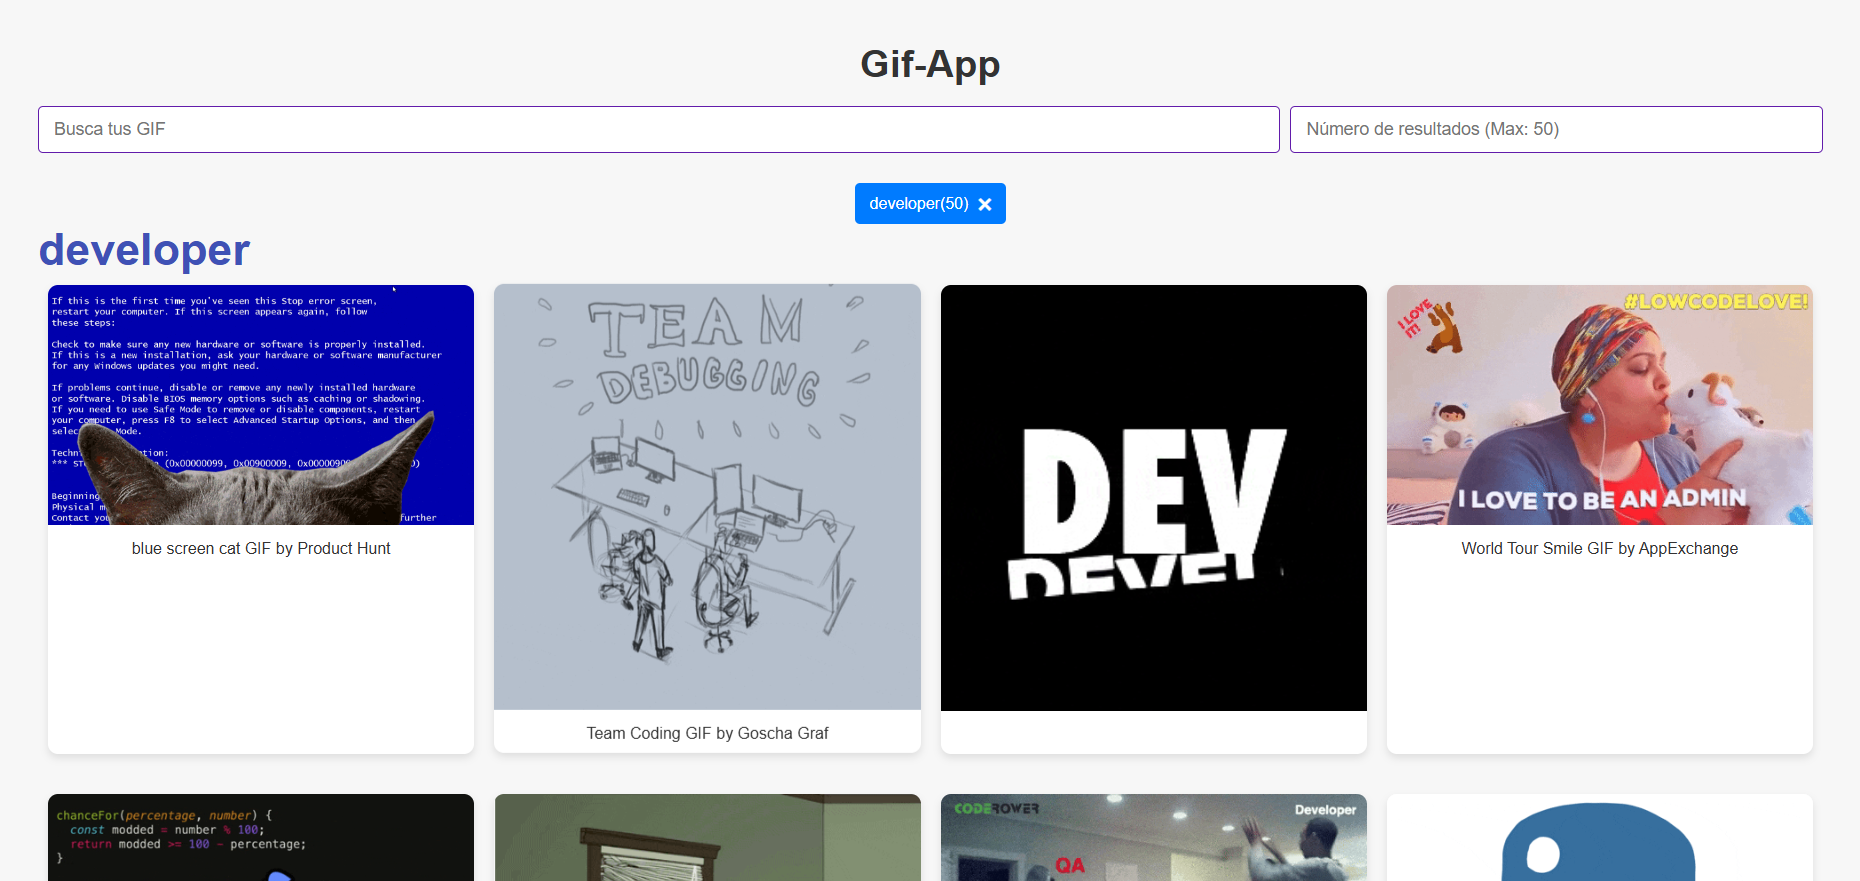 Gif-App
Busca tus GIF
Número de resultados (Max: 50)
developer(50)
developer
If this is the first time you've seen this Stop error screen,
restart your computer. If this screen appears again, follow
these steps:
Check to make sure any new hardware or software is properly installed.
If this is a new installation, ask your hardware or software manufacturer
for any Windows updates you might need.
If problems continue, disable or remove any newly installed hardware
or software. Disable BIOS memory options such as caching or shadowing.
If you need to use Safe Mode to remove or disable components, restart
your computer, press F8 to select Advanced Startup Options, and then
selec Mode.
Techn tion:
*** ST (0x00000099, 0x00900009, 0x0000090 )
Beginning
Physical m
Contact you further
blue screen cat GIF by Product Hunt
TEAM
DEBUGGING
Team Coding GIF by Goscha Graf
DEV
DEVEL
#LOWCODELOVE!
I LOVE
IT!
I LOVE TO BE AN ADMIN
World Tour Smile GIF by AppExchange
chanceFor(percentage, number) {
const modded = number % 100;
return modded >= 100 - percentage;
}
CODEROWER
Developer
QA